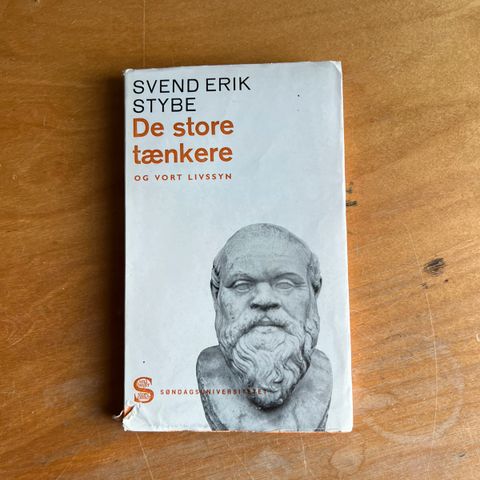 SVEND ERIK
STYBE
De store
tænkere
OG VORT LIVSSYN
SØNDAGSUNIVERSITETET